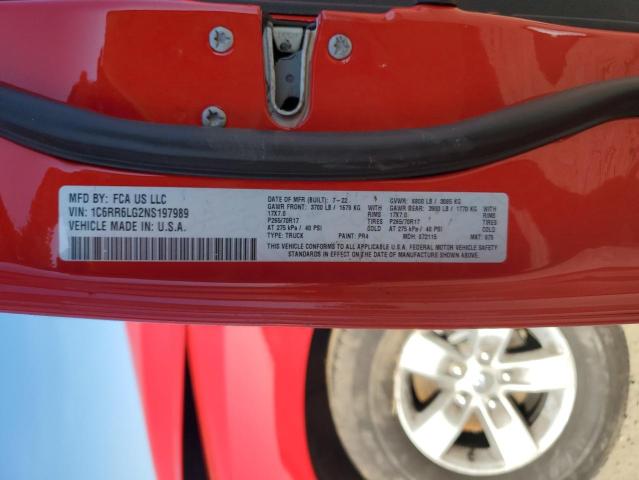 MFD BY: FCA US LLC
VIN: 1C6RR6LG2NS197989
VEHICLE MADE IN: U.S.A.
DATE OF MFR (BUILT): 7-22 GVWR: 6800 LB / 3085 KG
GAWR FRONT: 3700 LB / 1678 KG WITH GAWR REAR: 3900 LB / 1770 KG WITH
17X7.0 RIMS 17X7.0 RIMS
P265/70R17 TIRES P265/70R17 TIRES
AT 275 kPa / 40 PSI COLD AT 275 kPa / 40 PSI COLD
TYPE: TRUCK PAINT: PR4 MDH: 072115 MKT: 975
THIS VEHICLE CONFORMS TO ALL APPLICABLE U.S.A. FEDERAL MOTOR VEHICLE SAFETY
STANDARDS IN EFFECT ON THE DATE OF MANUFACTURE SHOWN ABOVE.